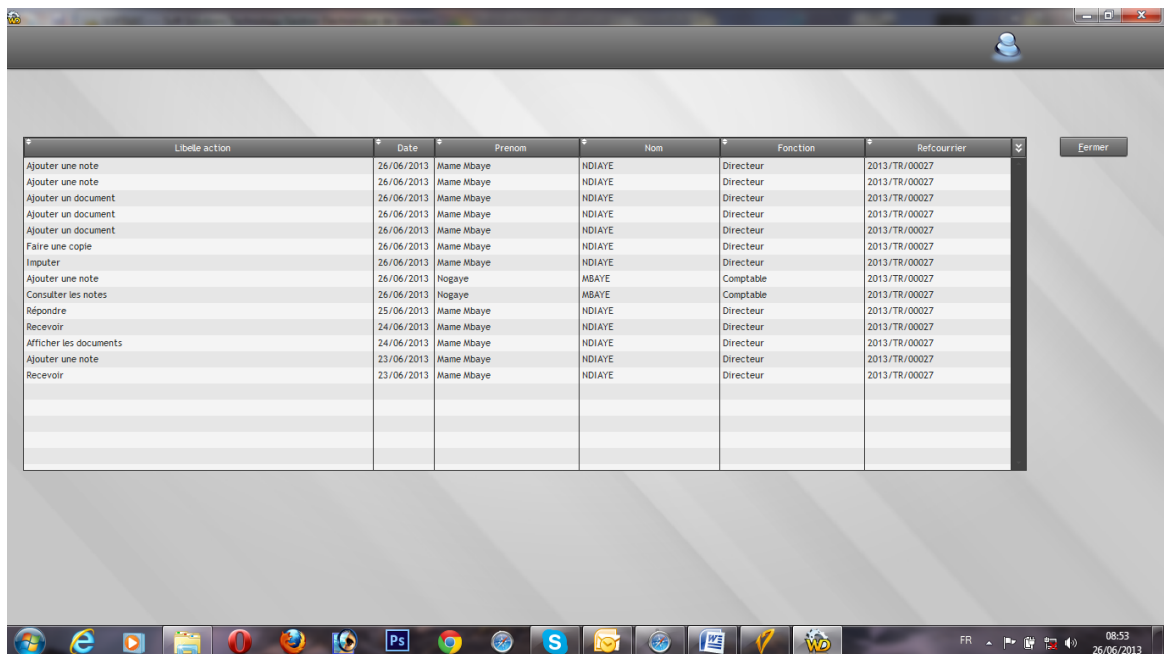 WD
Libelle action Date Prenom Nom Fonction Refcourrier
Fermer
Ajouter une note 26/06/2013 Mame Mbaye NDIAYE Directeur 2013/TR/00027
Ajouter une note 26/06/2013 Mame Mbaye NDIAYE Directeur 2013/TR/00027
Ajouter un document 26/06/2013 Mame Mbaye NDIAYE Directeur 2013/TR/00027
Ajouter un document 26/06/2013 Mame Mbaye NDIAYE Directeur 2013/TR/00027
Ajouter un document 26/06/2013 Mame Mbaye NDIAYE Directeur 2013/TR/00027
Faire une copie 26/06/2013 Mame Mbaye NDIAYE Directeur 2013/TR/00027
Imputer 26/06/2013 Mame Mbaye NDIAYE Directeur 2013/TR/00027
Ajouter une note 26/06/2013 Nogaye MBAYE Comptable 2013/TR/00027
Consulter les notes 26/06/2013 Nogaye MBAYE Comptable 2013/TR/00027
Répondre 25/06/2013 Mame Mbaye NDIAYE Directeur 2013/TR/00027
Recevoir 24/06/2013 Mame Mbaye NDIAYE Directeur 2013/TR/00027
Afficher les documents 24/06/2013 Mame Mbaye NDIAYE Directeur 2013/TR/00027
Ajouter une note 23/06/2013 Mame Mbaye NDIAYE Directeur 2013/TR/00027
Recevoir 23/06/2013 Mame Mbaye NDIAYE Directeur 2013/TR/00027
Ps S W WD FR 08:53
26/06/2013